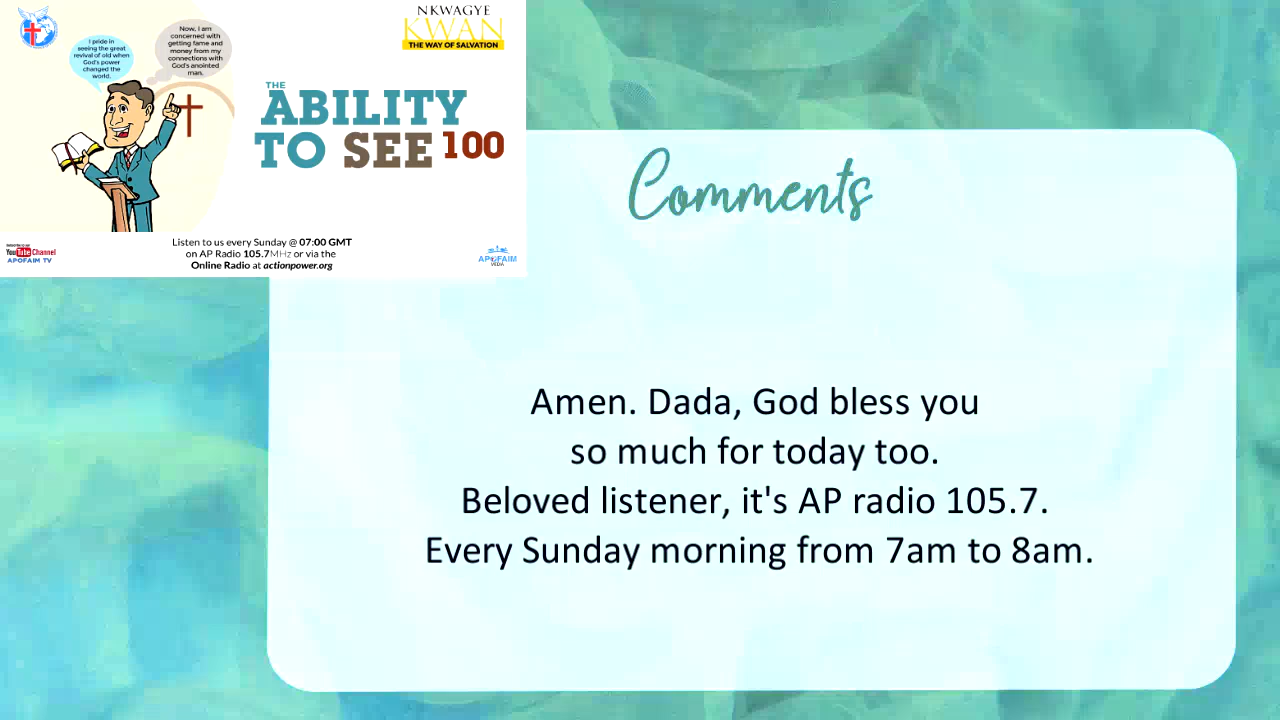 I pride in
seeing the great
revival of old when
God's power
changed the
world.
Now, I am
concerned with
getting fame and
money from my
connections with
God's anointed
man.
NKWAGYE
KWAN
THE WAY OF SALVATION
THE
ABILITY
TO SEE 100
YouTube Channel
APOFAIM TV
Listen to us every Sunday @ 07:00 GMT
on AP Radio 105.7MHz or via the
Online Radio at actionpower.org
APOFAIM
MEDIA
Comments
Amen. Dada, God bless you
so much for today too.
Beloved listener, it's AP radio 105.7.
Every Sunday morning from 7am to 8am.